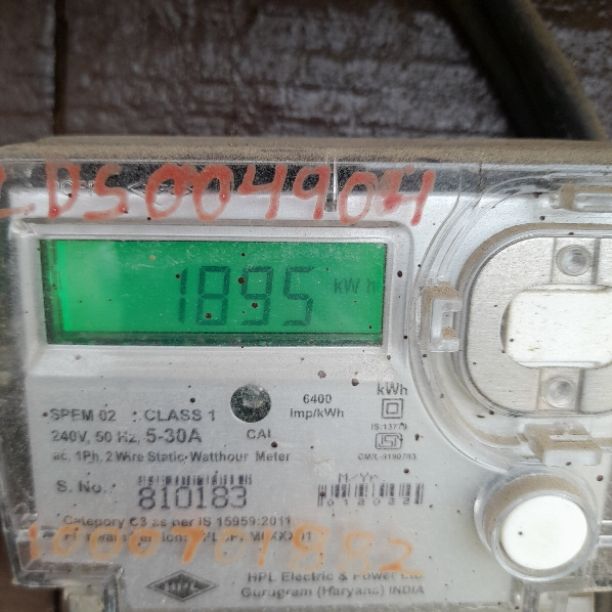 LDS004904
1895 kWh
6400
imp/kWh
kWh
SPEM 02 CLASS 1
CAL
240V, 50 Hz, 5-30A
ac, 1Ph, 2 Wire Static Watthour Meter
S. No.
810183
M/Yr
Category C3 as per IS 15959:2011
HPL
HPL Electric & Power
Gurugram (Haryana) INDIA